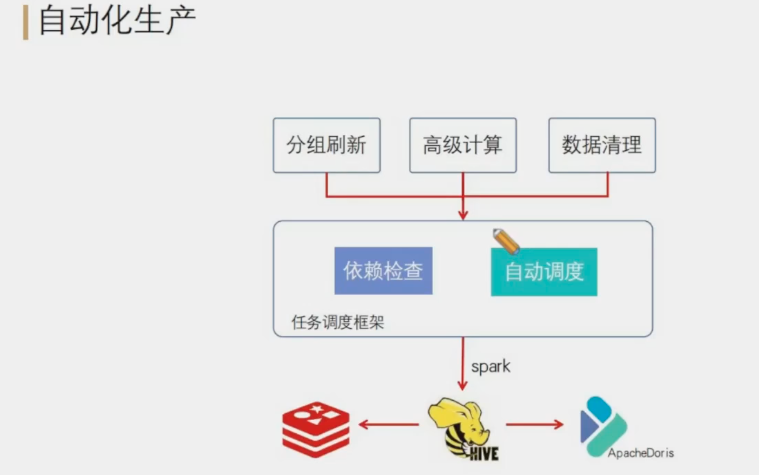 自动化生产
分组刷新
高级计算
数据清理
依赖检查
自动调度
任务调度框架
spark
HIVE
ApacheDoris